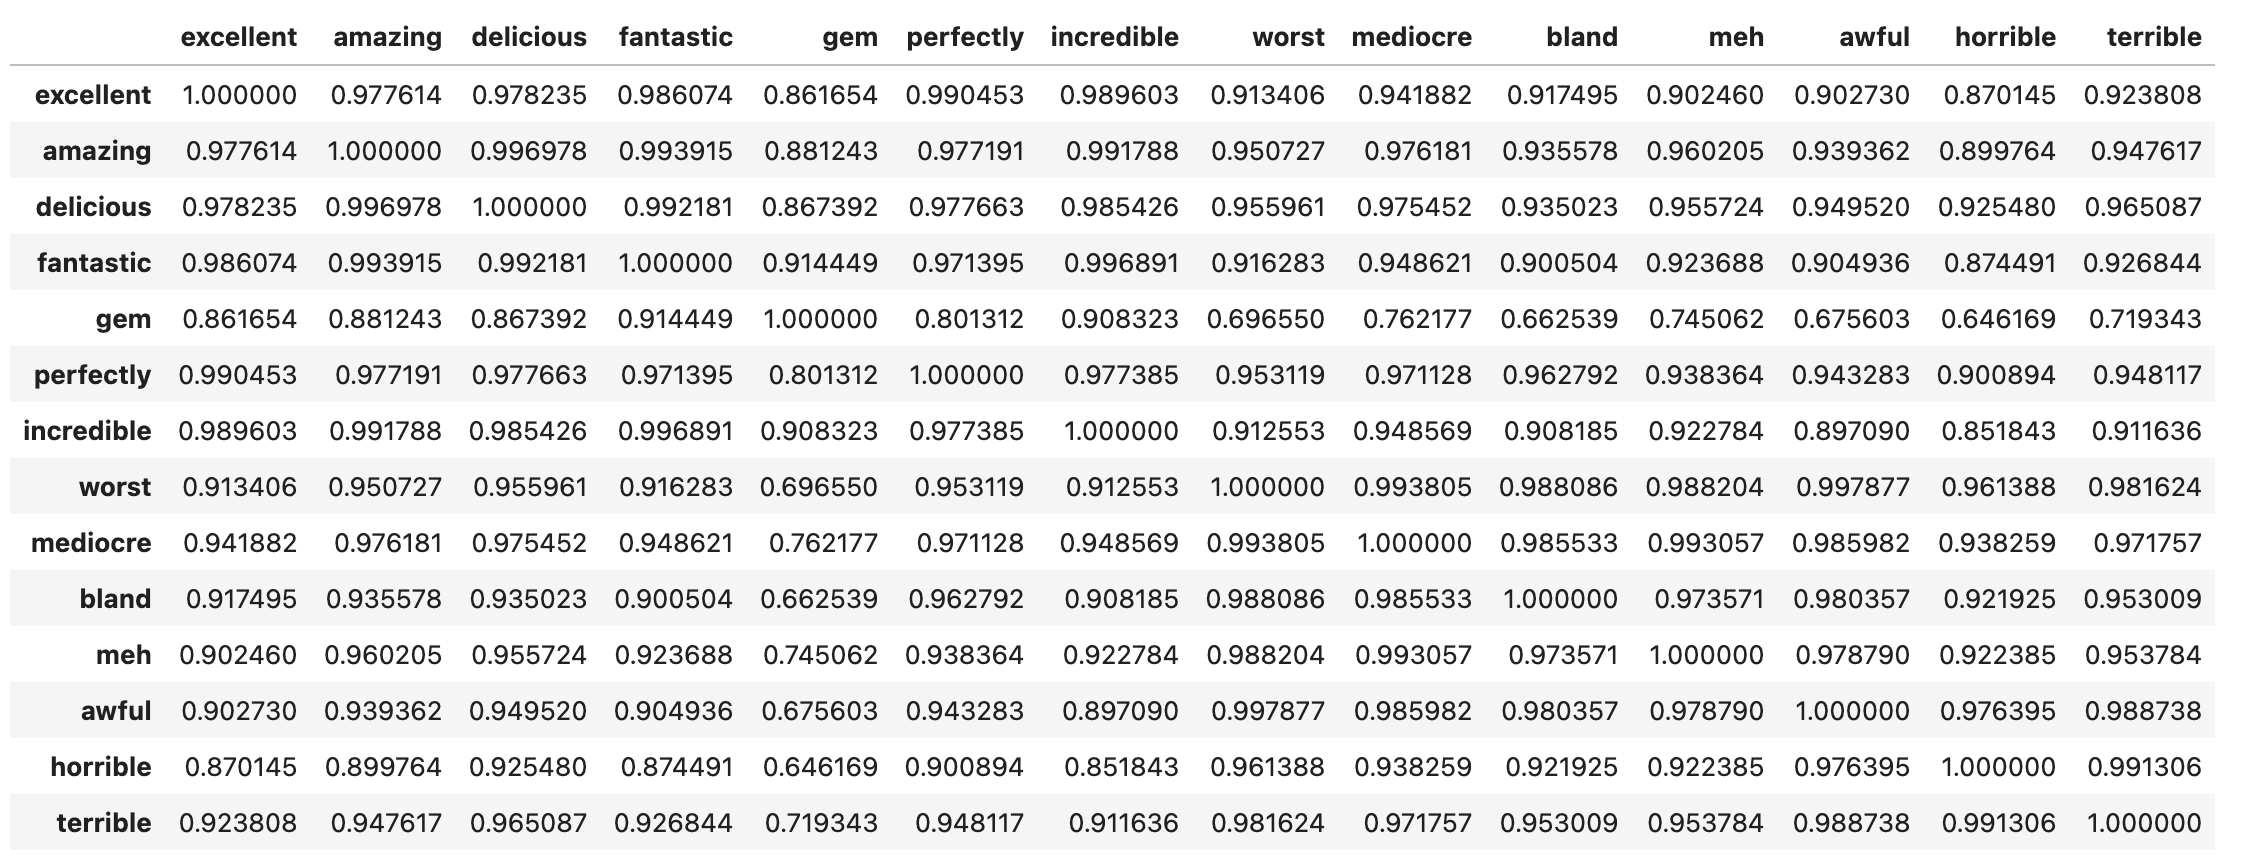 excellent amazing delicious fantastic gem perfectly incredible worst mediocre bland meh awful horrible terrible
excellent 1.000000 0.977614 0.978235 0.986074 0.861654 0.990453 0.989603 0.913406 0.941882 0.917495 0.902460 0.902730 0.870145 0.923808
amazing 0.977614 1.000000 0.996978 0.993915 0.881243 0.977191 0.991788 0.950727 0.976181 0.935578 0.960205 0.939362 0.899764 0.947617
delicious 0.978235 0.996978 1.000000 0.992181 0.867392 0.977663 0.985426 0.955961 0.975452 0.935023 0.955724 0.949520 0.925480 0.965087
fantastic 0.986074 0.993915 0.992181 1.000000 0.914449 0.971395 0.996891 0.916283 0.948621 0.900504 0.923688 0.904936 0.874491 0.926844
gem 0.861654 0.881243 0.867392 0.914449 1.000000 0.801312 0.908323 0.696550 0.762177 0.662539 0.745062 0.675603 0.646169 0.719343
perfectly 0.990453 0.977191 0.977663 0.971395 0.801312 1.000000 0.977385 0.953119 0.971128 0.962792 0.938364 0.943283 0.900894 0.948117
incredible 0.989603 0.991788 0.985426 0.996891 0.908323 0.977385 1.000000 0.912553 0.948569 0.908185 0.922784 0.897090 0.851843 0.911636
worst 0.913406 0.950727 0.955961 0.916283 0.696550 0.953119 0.912553 1.000000 0.993805 0.988086 0.988204 0.997877 0.961388 0.981624
mediocre 0.941882 0.976181 0.975452 0.948621 0.762177 0.971128 0.948569 0.993805 1.000000 0.985533 0.993057 0.985982 0.938259 0.971757
bland 0.917495 0.935578 0.935023 0.900504 0.662539 0.962792 0.908185 0.988086 0.985533 1.000000 0.973571 0.980357 0.921925 0.953009
meh 0.902460 0.960205 0.955724 0.923688 0.745062 0.938364 0.922784 0.988204 0.993057 0.973571 1.000000 0.978790 0.922385 0.953784
awful 0.902730 0.939362 0.949520 0.904936 0.675603 0.943283 0.897090 0.997877 0.985982 0.980357 0.978790 1.000000 0.976395 0.988738
horrible 0.870145 0.899764 0.925480 0.874491 0.646169 0.900894 0.851843 0.961388 0.938259 0.921925 0.922385 0.976395 1.000000 0.991306
terrible 0.923808 0.947617 0.965087 0.926844 0.719343 0.948117 0.911636 0.981624 0.971757 0.953009 0.953784 0.988738 0.991306 1.000000